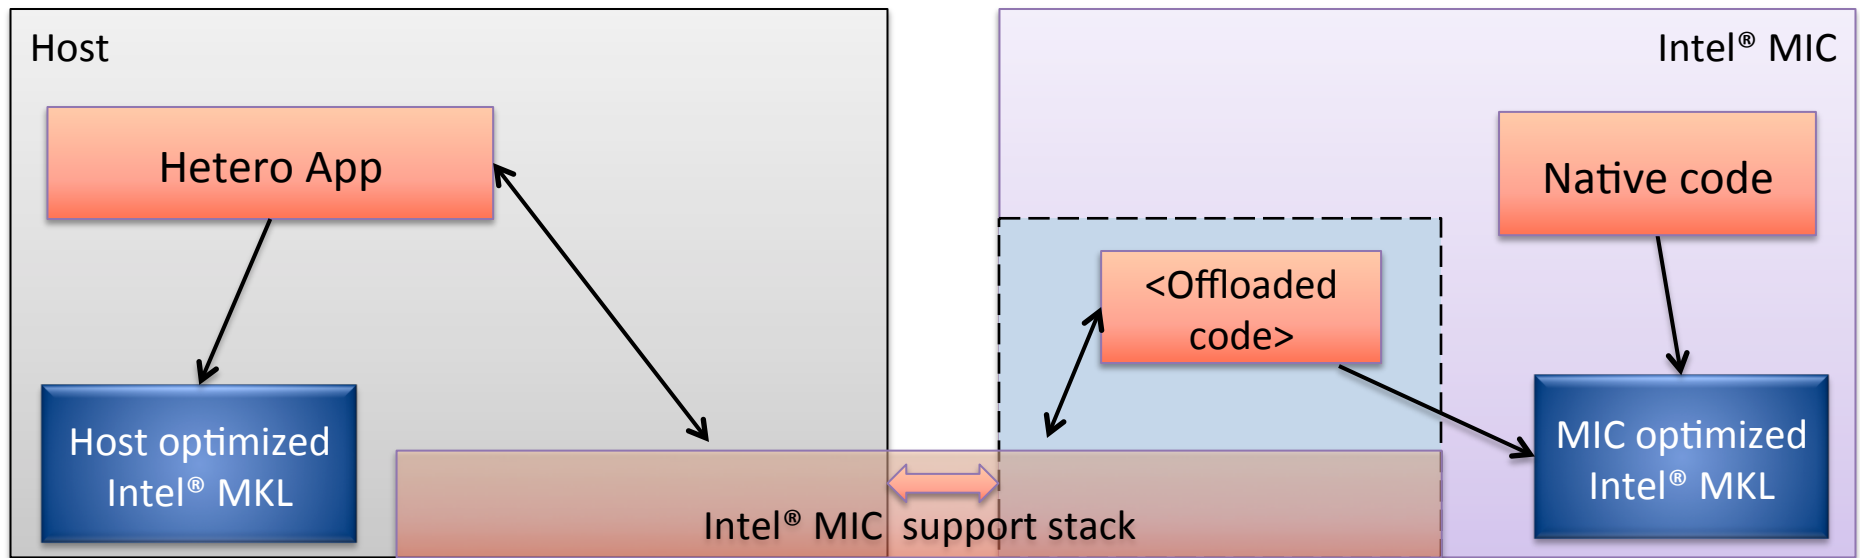 Host
Intel® MIC
Hetero App
Native code
<Offloaded
code>
Host optimized
Intel® MKL
MIC optimized
Intel® MKL
Intel® MIC support stack